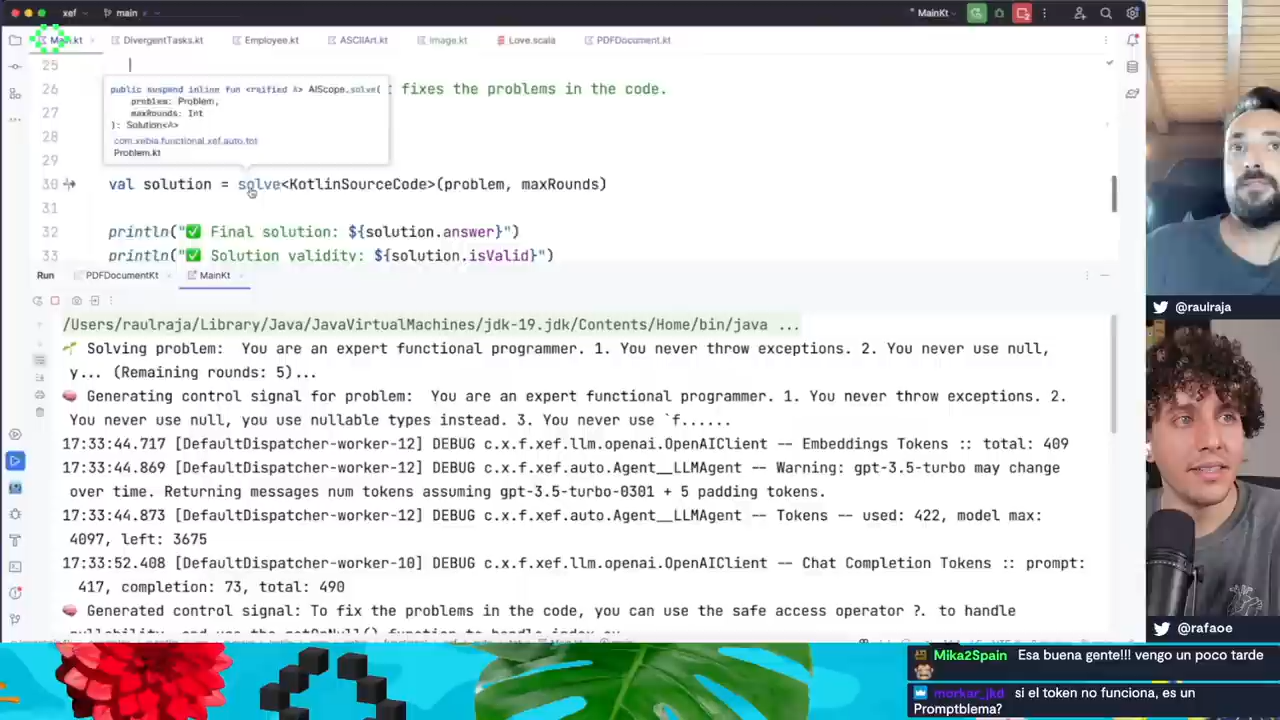 xef
main
MainKt
Main.kt
DivergentTasks.kt
Employee.kt
ASCIIArt.kt
Image.kt
Love.scala
PDFDocument.kt
25
public suspend inline fun <reified A> AIScope.solve(
problem: Problem,
maxRounds: Int
): Solution<A>
com.xebia.functional.xef.auto.tot
Problem.kt
26 t fixes the problems in the code.
27
28
29
30 val solution = solve<KotlinSourceCode>(problem, maxRounds)
31
32 println("✅ Final solution: ${solution.answer}")
33 println("✅ Solution validity: ${solution.isValid}")
Run
PDFDocumentKt
MainKt
/Users/raulraja/Library/Java/JavaVirtualMachines/jdk-19.jdk/Contents/Home/bin/java ...
🌱 Solving problem:  You are an expert functional programmer. 1. You never throw exceptions. 2. You never use null,
y... (Remaining rounds: 5)...
🧠 Generating control signal for problem:  You are an expert functional programmer. 1. You never throw exceptions. 2.
You never use null, you use nullable types instead. 3. You never use `f......
17:33:44.717 [DefaultDispatcher-worker-12] DEBUG c.x.f.xef.llm.openai.OpenAIClient -- Embeddings Tokens :: total: 409
17:33:44.869 [DefaultDispatcher-worker-12] DEBUG c.x.f.xef.auto.Agent__LLMAgent -- Warning: gpt-3.5-turbo may change
over time. Returning messages num tokens assuming gpt-3.5-turbo-0301 + 5 padding tokens.
17:33:44.873 [DefaultDispatcher-worker-12] DEBUG c.x.f.xef.auto.Agent__LLMAgent -- Tokens -- used: 422, model max:
4097, left: 3675
17:33:52.408 [DefaultDispatcher-worker-10] DEBUG c.x.f.xef.llm.openai.OpenAIClient -- Chat Completion Tokens :: prompt:
417, completion: 73, total: 490
🧠 Generated control signal: To fix the problems in the code, you can use the safe access operator ?. to handle
@raulraja
@rafaoe
Mika2Spain Esa buena gente!!! vengo un poco tarde
morkar_jkd si el token no funciona, es un
Promptblema?